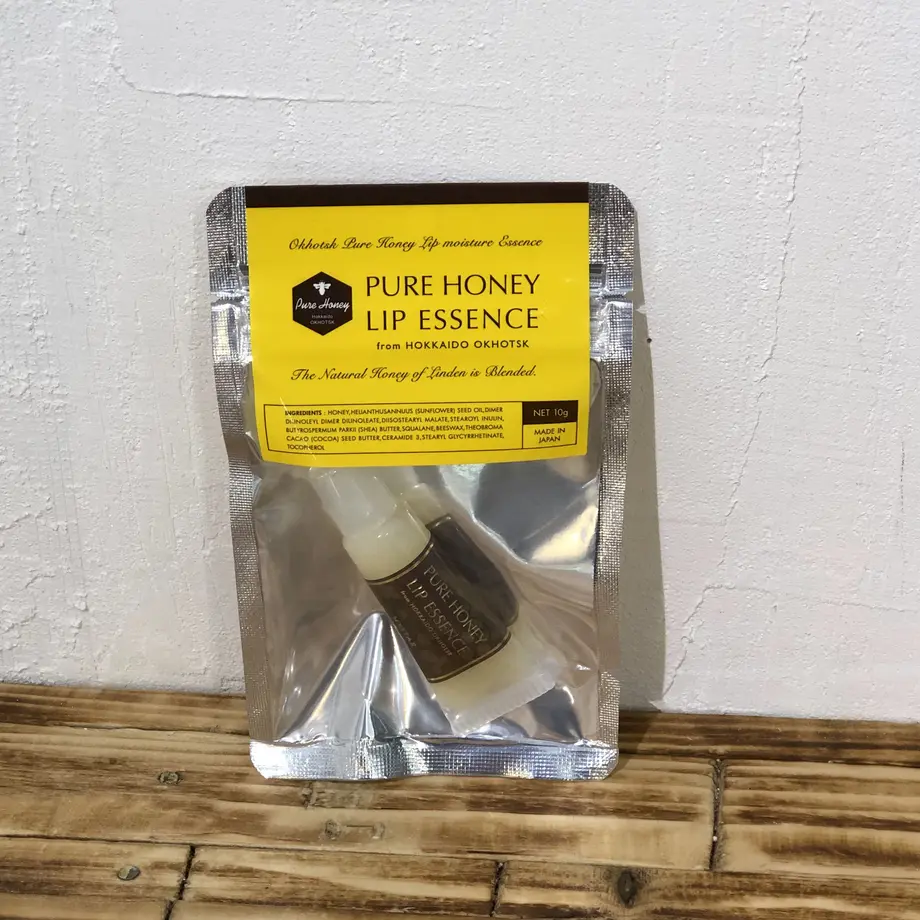 Okhotsk Pure Honey Lip moisture Essence
Pure Honey
HOKKAIDO
OKHOTSK
PURE HONEY
LIP ESSENCE
from HOKKAIDO OKHOTSK
The Natural Honey of Linden is Blended.
INGREDIENTS : HONEY,HELIANTHUSANNUUS (SUNFLOWER) SEED OIL,DIMER
DILINOLEYL DIMER DILINOLEATE,DIISOSTEARYL MALATE,STEAROYL INULIN,
BUTYROSPERMUM PARKII (SHEA) BUTTER,SQUALANE,BEESWAX,THEOBROMA
CACAO (COCOA) SEED BUTTER,CERAMIDE 3,STEARYL GLYCYRRHETINATE,
TOCOPHEROL
NET 10g
MADE IN
JAPAN
PURE HONEY
LIP ESSENCE
from HOKKAIDO OKHOTSK